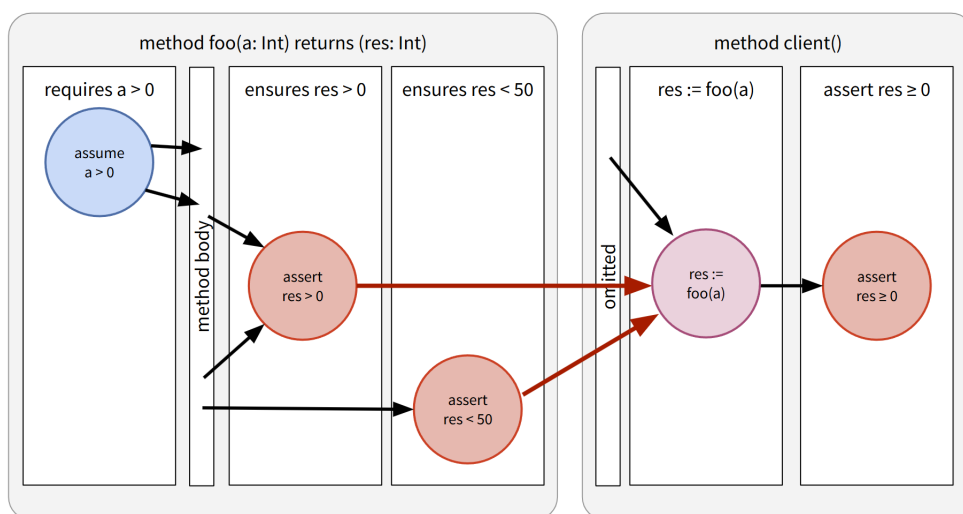 method foo(a: Int) returns (res: Int)
requires a > 0
assume
a > 0
method body
ensures res > 0
assert
res > 0
ensures res < 50
assert
res < 50
method client()
omitted
res := foo(a)
res :=
foo(a)
assert res ≥ 0
assert
res ≥ 0